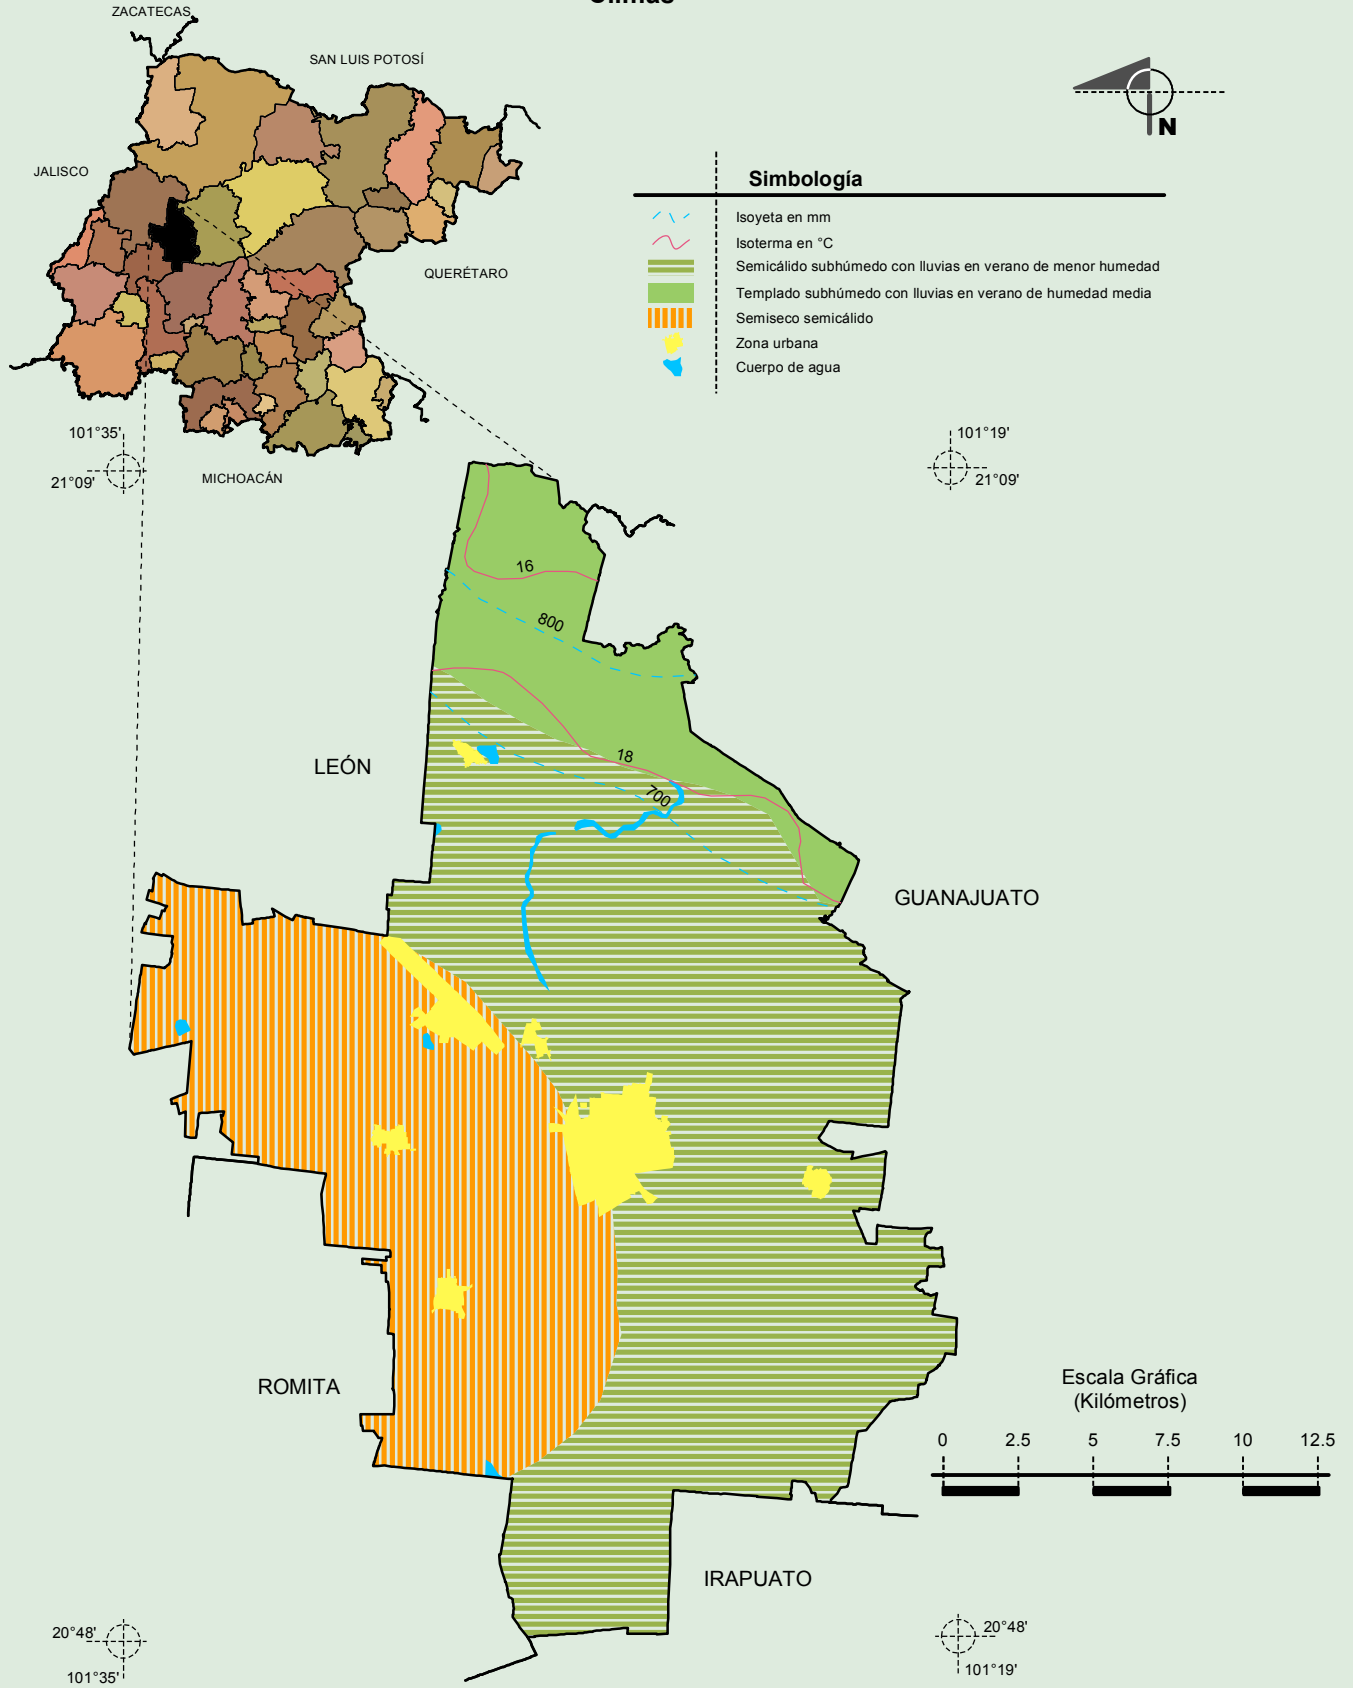 Climas
ZACATECAS
SAN LUIS POTOSÍ
JALISCO
QUERÉTARO
MICHOACÁN
N
Simbología
Isoyeta en mm
Isoterma en °C
Semicálido subhúmedo con lluvias en verano de menor humedad
Templado subhúmedo con lluvias en verano de humedad media
Semiseco semicálido
Zona urbana
Cuerpo de agua
101°35'
21°09'
101°19'
21°09'
16
800
18
700
LEÓN
GUANAJUATO
ROMITA
IRAPUATO
Escala Gráfica
(Kilómetros)
0 2.5 5 7.5 10 12.5
20°48'
101°35'
20°48'
101°19'